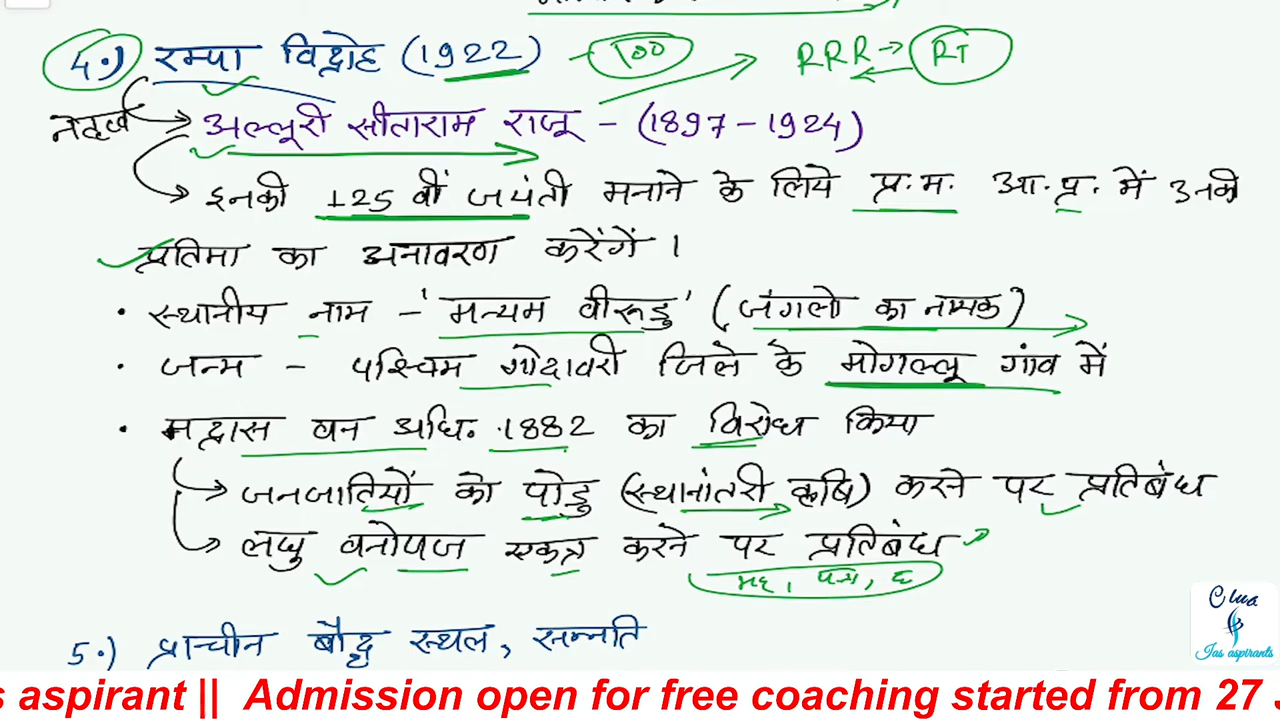 4.) रम्पा विद्रोह (1922) - 100 RRR → RT
नेतृत्व → अल्लूरी सीताराम राजू - (1897 - 1924)
→ इनकी 125 वीं जयंती मनाने के लिये प्र.म. आ.प्र. में उनकी
प्रतिमा का अनावरण करेंगें ।
• स्थानीय नाम - 'मन्यम वीरूडु' (जंगलो का नायक)
• जन्म - पश्चिम गोदावरी जिले के मोगल्लू गांव में
• मद्रास वन अधि. 1882 का विरोध किया
→ जनजातियों को पोडु (स्थानांतरी कृषि) करने पर प्रतिबंध
→ लघु वनोपज एकत्र करने पर प्रतिबंध
5.) प्राचीन बौद्ध स्थल, सन्नति
Ias aspirants
s aspirant || Admission open for free coaching started from 27